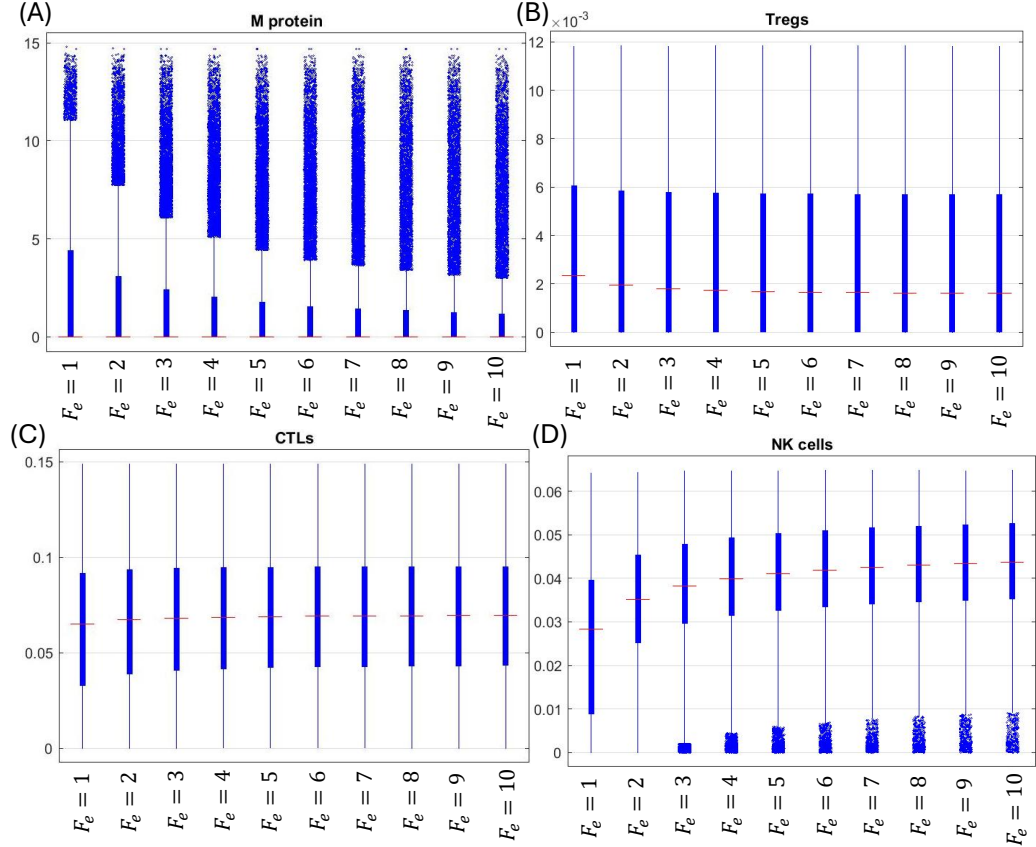 (A)
M protein
15
10
5
0
F_e = 1
F_e = 2
F_e = 3
F_e = 4
F_e = 5
F_e = 6
F_e = 7
F_e = 8
F_e = 9
F_e = 10
(B)
×10⁻³
Tregs
12
10
8
6
4
2
0
F_e = 1
F_e = 2
F_e = 3
F_e = 4
F_e = 5
F_e = 6
F_e = 7
F_e = 8
F_e = 9
F_e = 10
(C)
CTLs
0.15
0.1
0.05
0
F_e = 1
F_e = 2
F_e = 3
F_e = 4
F_e = 5
F_e = 6
F_e = 7
F_e = 8
F_e = 9
F_e = 10
(D)
NK cells
0.06
0.05
0.04
0.03
0.02
0.01
0
F_e = 1
F_e = 2
F_e = 3
F_e = 4
F_e = 5
F_e = 6
F_e = 7
F_e = 8
F_e = 9
F_e = 10